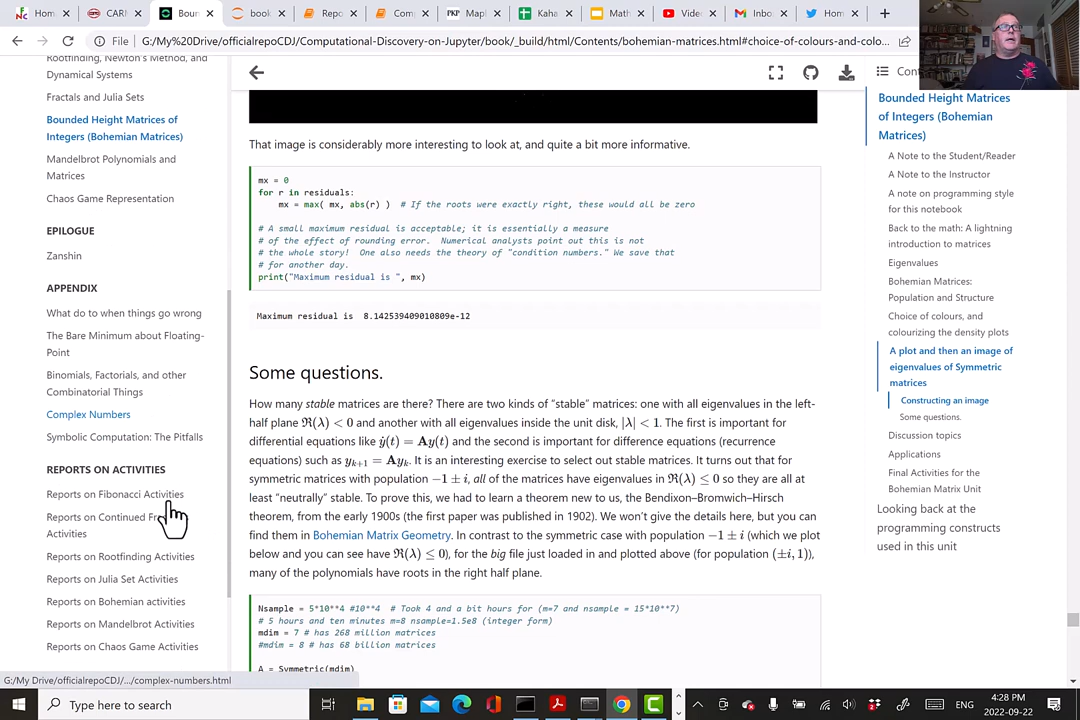 Hom
CARN
Boun
book
Repo
Comp
PKP Mapl
Kaha
Math
Video
Inbo
Hom
File G:/My%20Drive/officialrepoCDJ/Computational-Discovery-on-Jupyter/book/_build/html/Contents/bohemian-matrices.html#choice-of-colours-and-colo...
Rootfinding, Newton's Method, and
Dynamical Systems
Fractals and Julia Sets
Bounded Height Matrices of
Integers (Bohemian Matrices)
Mandelbrot Polynomials and
Matrices
Chaos Game Representation
EPILOGUE
Zanshin
APPENDIX
What do to when things go wrong
The Bare Minimum about Floating-
Point
Binomials, Factorials, and other
Combinatorial Things
Complex Numbers
Symbolic Computation: The Pitfalls
REPORTS ON ACTIVITIES
Reports on Fibonacci Activities
Reports on Continued Fr
Activities
Reports on Rootfinding Activities
Reports on Julia Set Activities
Reports on Bohemian activities
Reports on Mandelbrot Activities
Reports on Chaos Game Activities
G:/My Drive/officialrepoCDJ/.../complex-numbers.html
That image is considerably more interesting to look at, and quite a bit more informative.
mx = 0
for r in residuals:
mx = max( mx, abs(r) ) # If the roots were exactly right, these would all be zero
# A small maximum residual is acceptable; it is essentially a measure
# of the effect of rounding error. Numerical analysts point out this is not
# the whole story! One also needs the theory of "condition numbers." We save that
# for another day.
print("Maximum residual is ", mx)
Maximum residual is 8.142539409010809e-12
Some questions.
How many stable matrices are there? There are two kinds of "stable" matrices: one with all eigenvalues in the left-
half plane ℜ(λ) < 0 and another with all eigenvalues inside the unit disk, |λ| < 1. The first is important for
differential equations like ẏ(t) = Ay(t) and the second is important for difference equations (recurrence
equations) such as yk+1 = Ayk. It is an interesting exercise to select out stable matrices. It turns out that for
symmetric matrices with population −1 ± i, all of the matrices have eigenvalues in ℜ(λ) ≤ 0 so they are all at
least "neutrally" stable. To prove this, we had to learn a theorem new to us, the Bendixon–Bromwich–Hirsch
theorem, from the early 1900s (the first paper was published in 1902). We won't give the details here, but you can
find them in Bohemian Matrix Geometry. In contrast to the symmetric case with population −1 ± i (which we plot
below and you can see have ℜ(λ) ≤ 0), for the big file just loaded in and plotted above (for population (±i, 1)),
many of the polynomials have roots in the right half plane.
Nsample = 5*10**4 #10**4 # Took 4 and a bit hours for (m=7 and nsample = 15*10**7)
# 5 hours and ten minutes m=8 nsample=1.5e8 (integer form)
mdim = 7 # has 268 million matrices
#mdim = 8 # has 68 billion matrices
A = Symmetric(mdim)
Cont
Bounded Height Matrices
of Integers (Bohemian
Matrices)
A Note to the Student/Reader
A Note to the Instructor
A note on programming style
for this notebook
Back to the math: A lightning
introduction to matrices
Eigenvalues
Bohemian Matrices:
Population and Structure
Choice of colours, and
colourizing the density plots
A plot and then an image of
eigenvalues of Symmetric
matrices
Constructing an image
Some questions.
Discussion topics
Applications
Final Activities for the
Bohemian Matrix Unit
Looking back at the
programming constructs
used in this unit
Type here to search
ENG
4:28 PM
2022-09-22